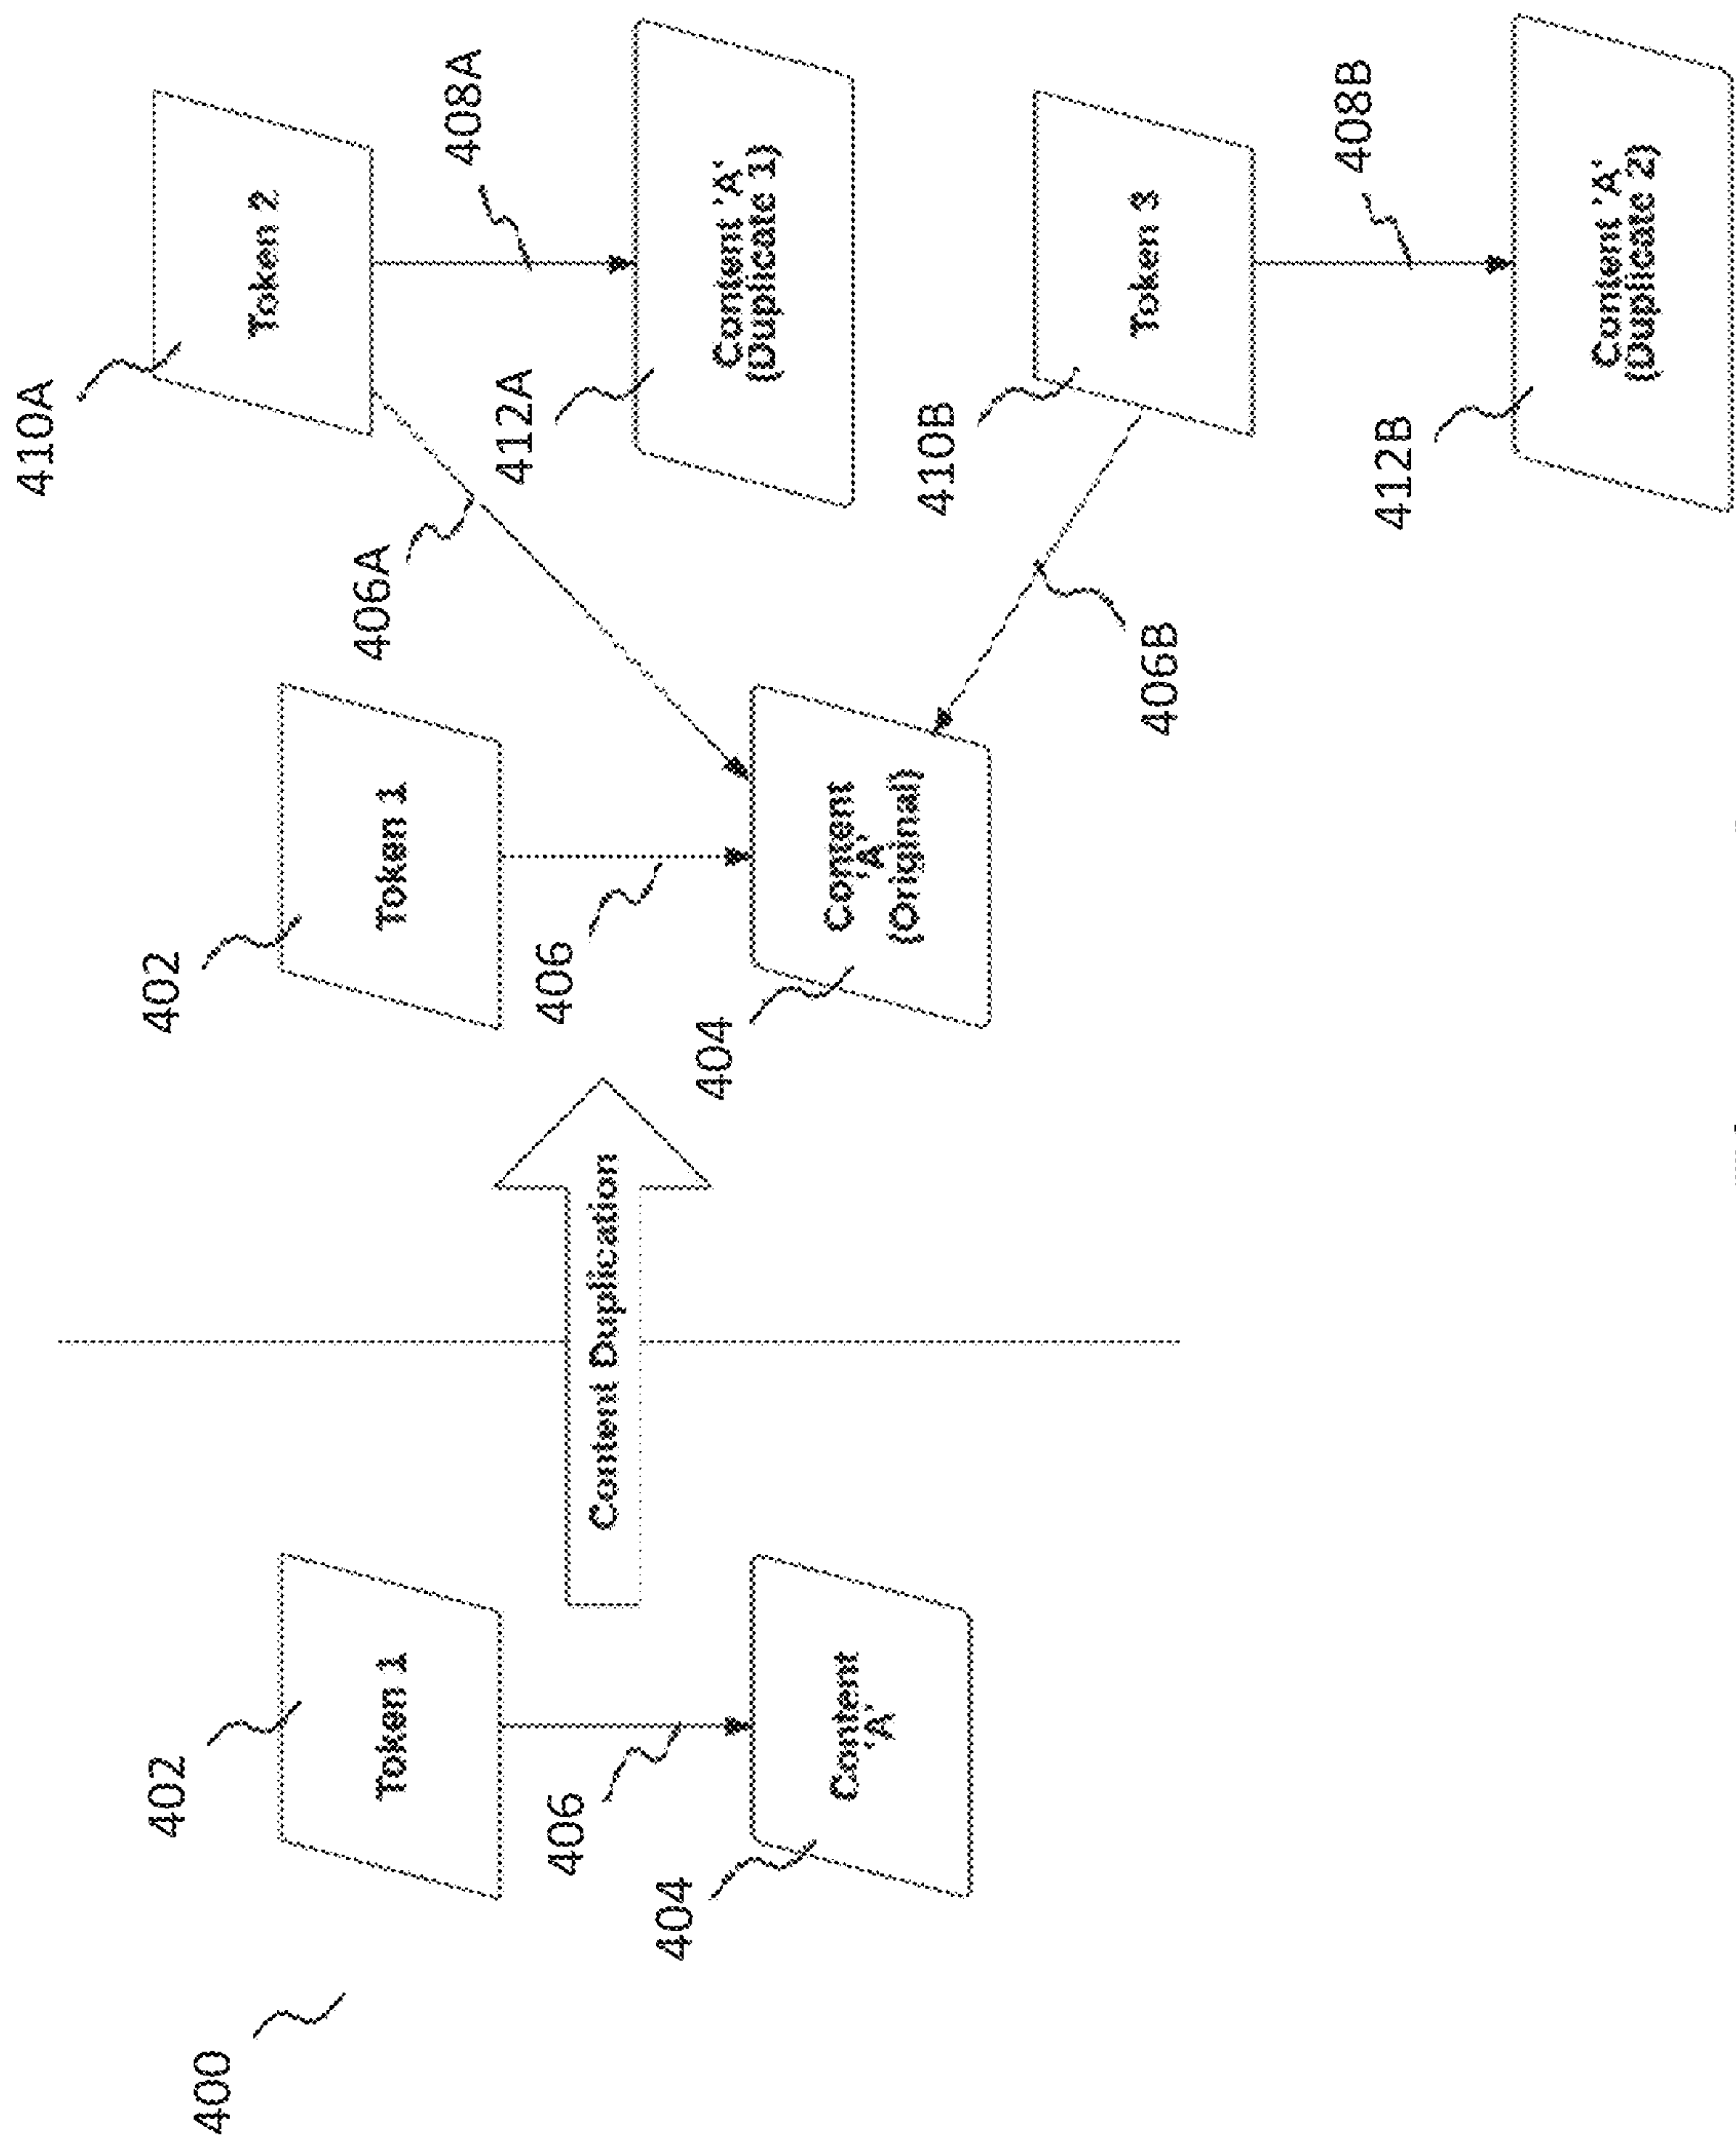 400
402
Token 1
406
404
Content
'A'
Content Duplication
402
Token 1
406
404
Content
'A'
(Original)
410A
Token 2
406A
408A
412A
Content 'A'
(Duplicate 1)
410B
Token 3
406B
408B
412B
Content 'A'
(Duplicate 2)